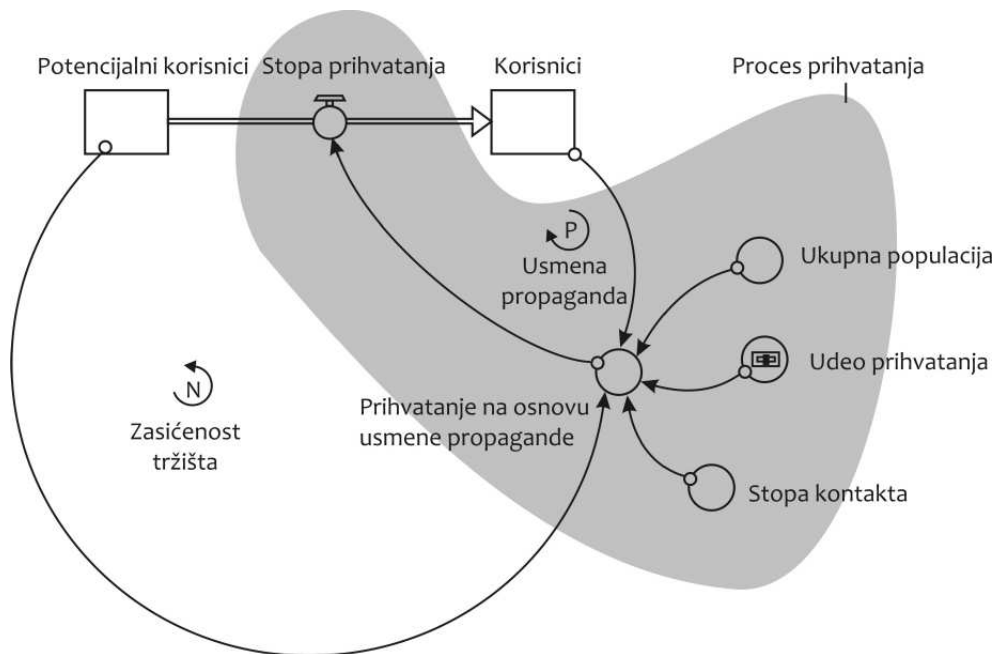 Potencijalni korisnici
Stopa prihvatanja
Korisnici
Proces prihvatanja
P
Usmena
propaganda
Ukupna populacija
Udeo prihvatanja
N
Zasićenost
tržišta
Prihvatanje na osnovu
usmene propagande
Stopa kontakta